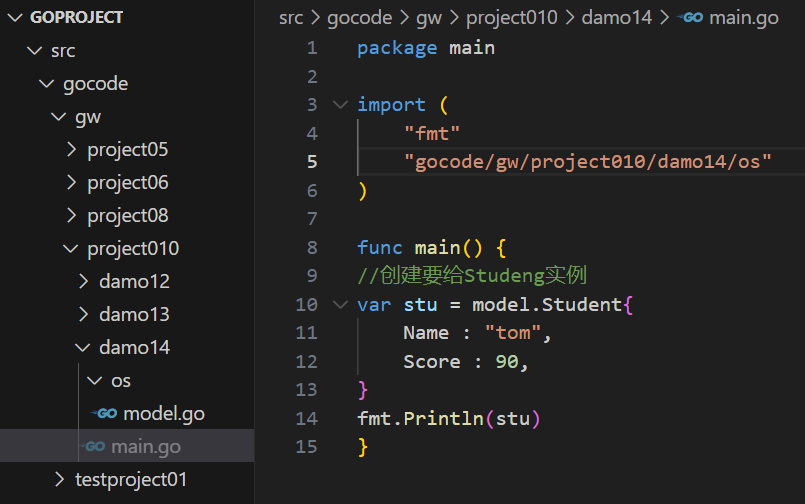 GOPROJECT
src
gocode
gw
project05
project06
project08
project010
damo12
damo13
damo14
os
GO model.go
GO main.go
testproject01
src > gocode > gw > project010 > damo14 > GO main.go
1 package main
2
3 import (
4 "fmt"
5 "gocode/gw/project010/damo14/os"
6 )
7
8 func main() {
9 //创建要给Studeng实例
10 var stu = model.Student{
11 Name : "tom",
12 Score : 90,
13 }
14 fmt.Println(stu)
15 }